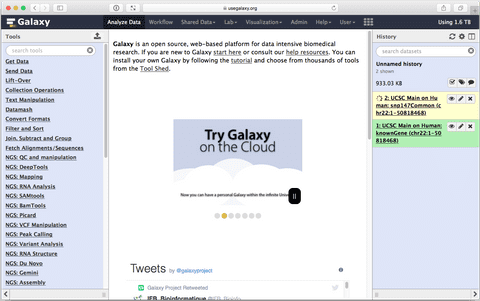 usegalaxy.org
Galaxy
Analyze Data Workflow Shared Data Lab Visualization Admin Help User
Using 1.6 TB
Tools
search tools
Get Data
Send Data
Lift-Over
Collection Operations
Text Manipulation
Datamash
Convert Formats
Filter and Sort
Join, Subtract and Group
Fetch Alignments/Sequences
NGS: QC and manipulation
NGS: DeepTools
NGS: Mapping
NGS: RNA Analysis
NGS: SAMtools
NGS: BamTools
NGS: Picard
NGS: VCF Manipulation
NGS: Peak Calling
NGS: Variant Analysis
NGS: RNA Structure
NGS: Du Novo
NGS: Gemini
NGS: Assembly
Galaxy is an open source, web-based platform for data intensive biomedical
research. If you are new to Galaxy start here or consult our help resources. You can
install your own Galaxy by following the tutorial and choose from thousands of tools
from the Tool Shed.
Try Galaxy
on the Cloud
Now you can have a personal Galaxy within the infinite
Tweets by @galaxyproject
Galaxy Project Retweeted
IFB_Bioinformatique
History
search datasets
Unnamed history
2 shown
933.03 KB
2: UCSC Main on Hu
man: snp147Common (c
hr22:1-50818468)
1: UCSC Main on Human:
knownGene (chr22:1-508
18468)